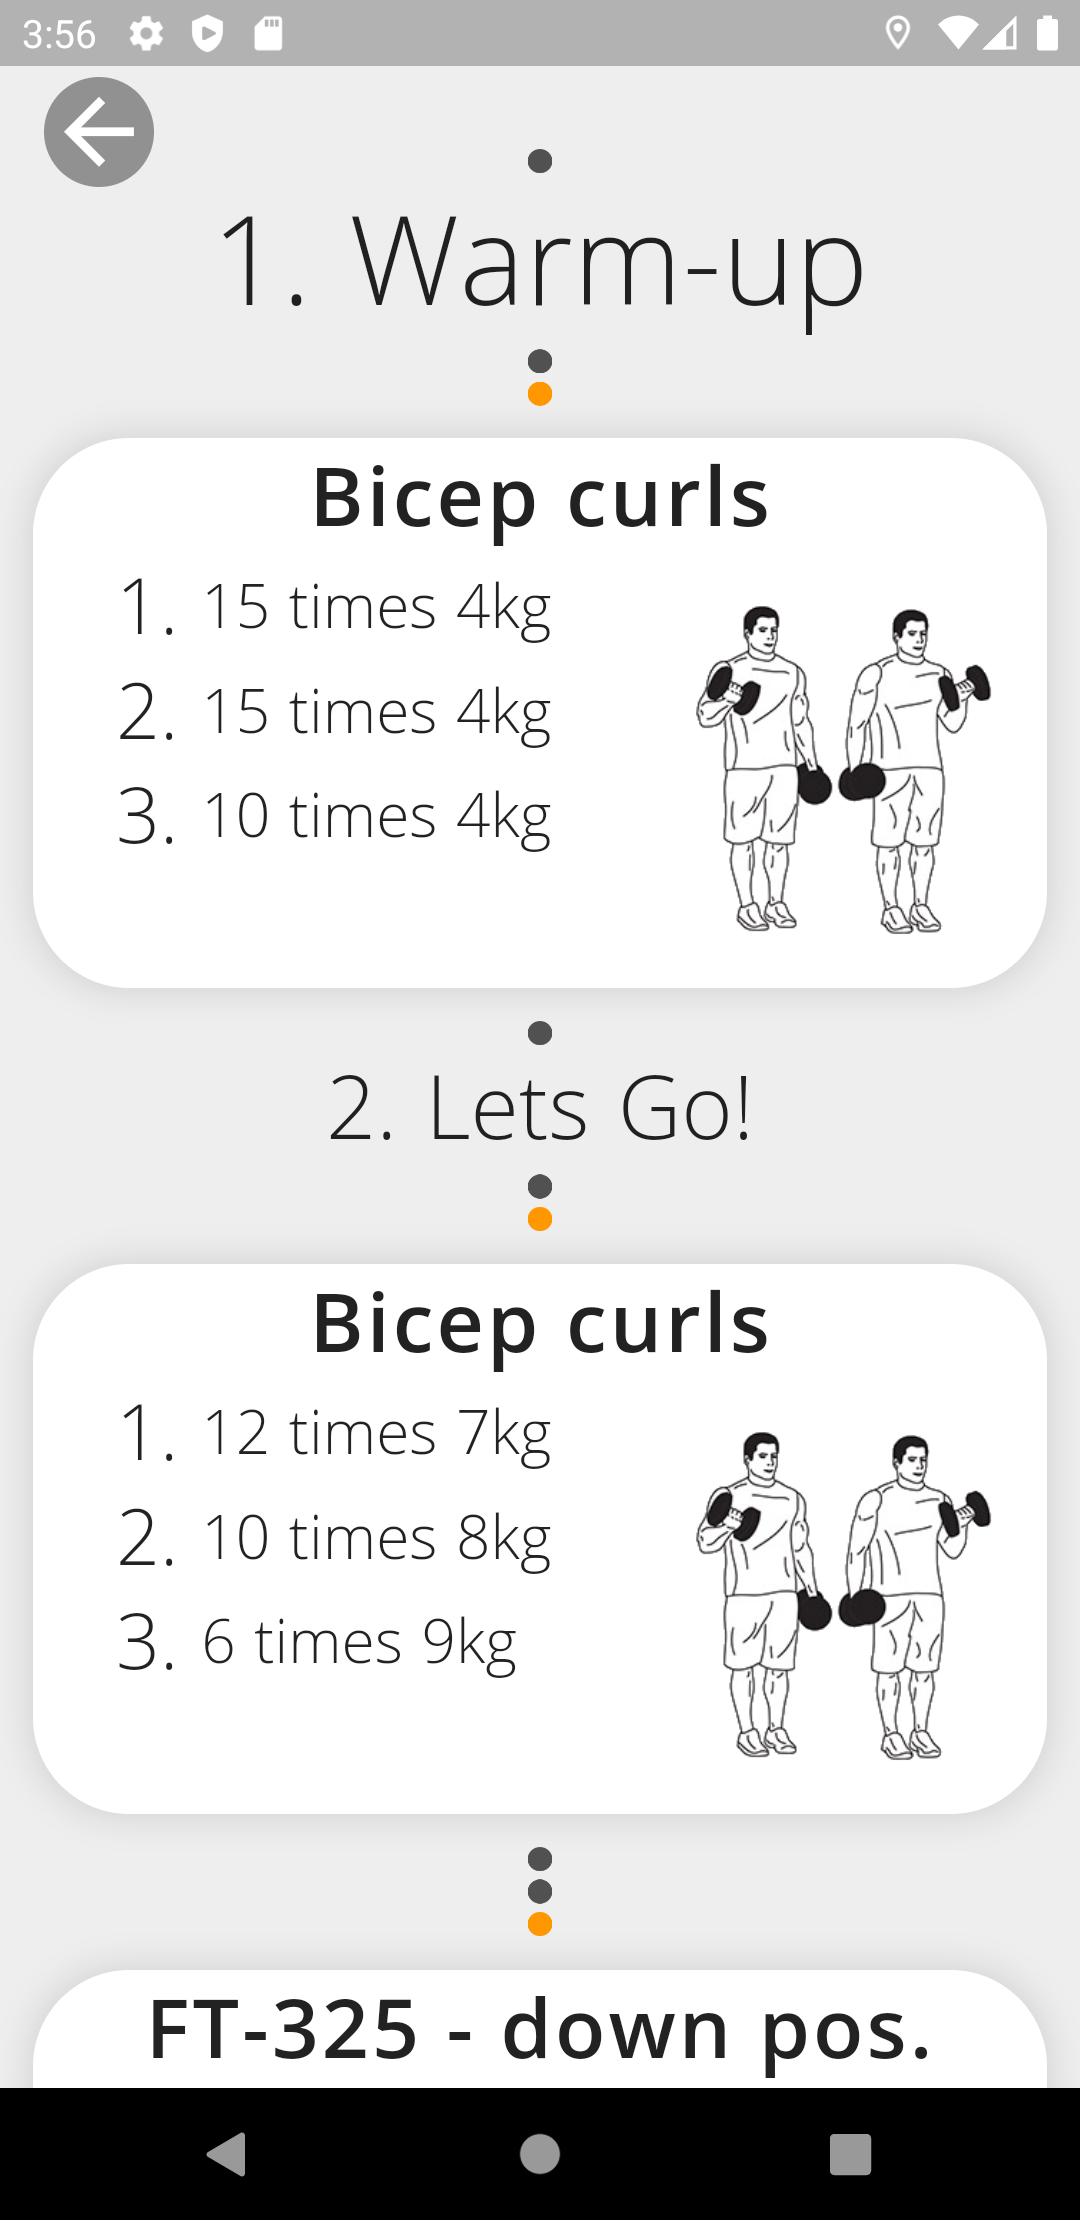 3:56
1. Warm-up
Bicep curls
1. 15 times 4kg
2. 15 times 4kg
3. 10 times 4kg
2. Lets Go!
Bicep curls
1. 12 times 7kg
2. 10 times 8kg
3. 6 times 9kg
FT-325 - down pos.